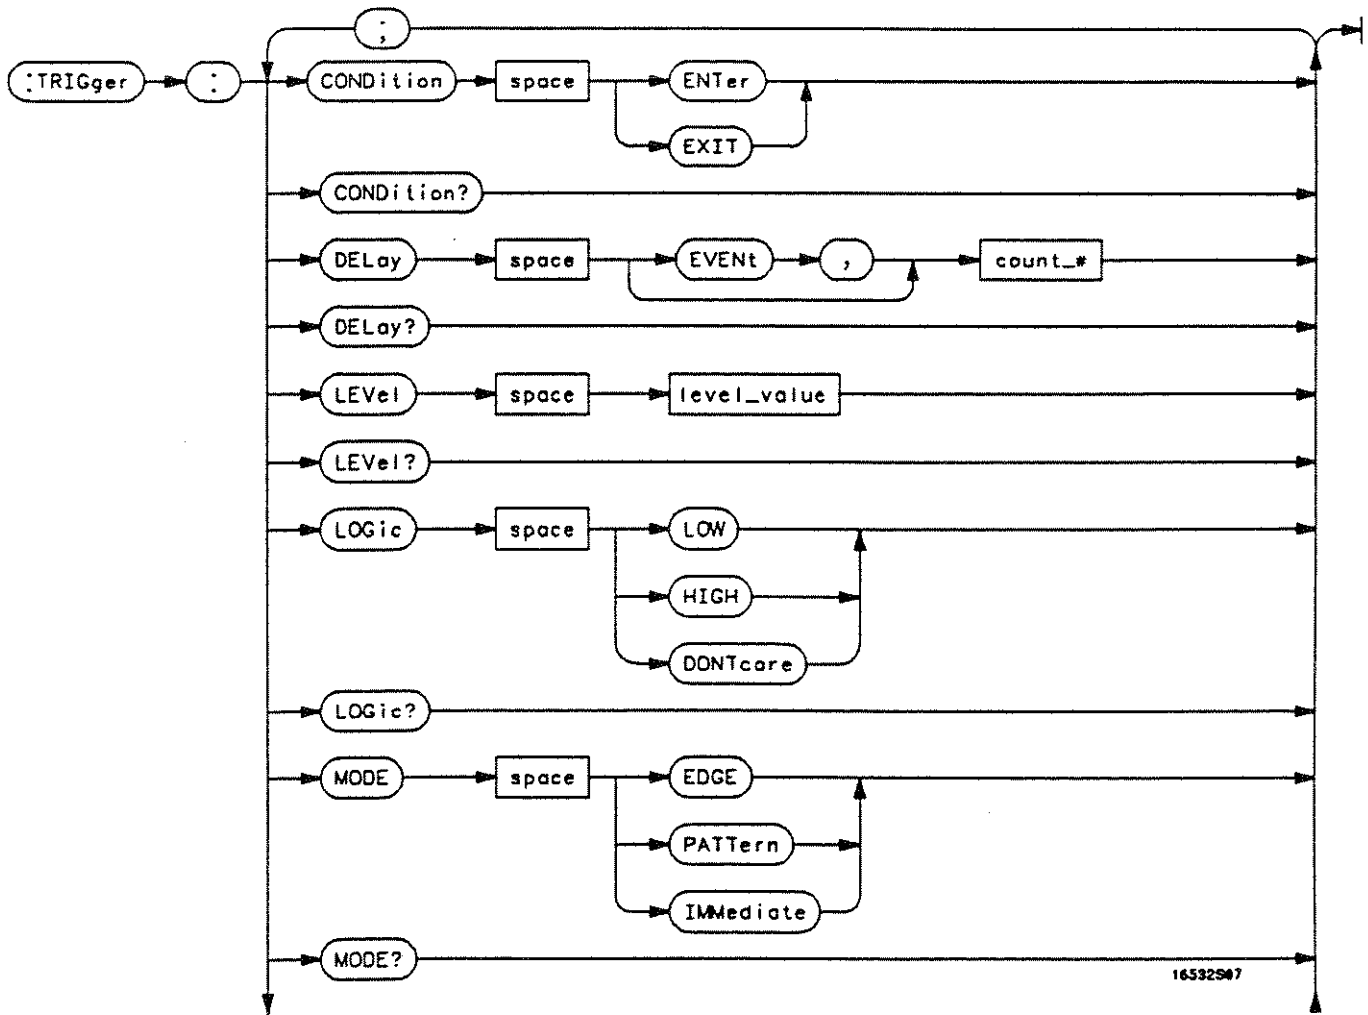 ;
:TRIGger : CONDition space ENTer
EXIT
CONDition?
DELay space EVENt , count_#
DELay?
LEVel space level_value
LEVel?
LOGic space LOW
HIGH
DONTcare
LOGic?
MODE space EDGE
PATTern
IMMediate
MODE?
16532S07